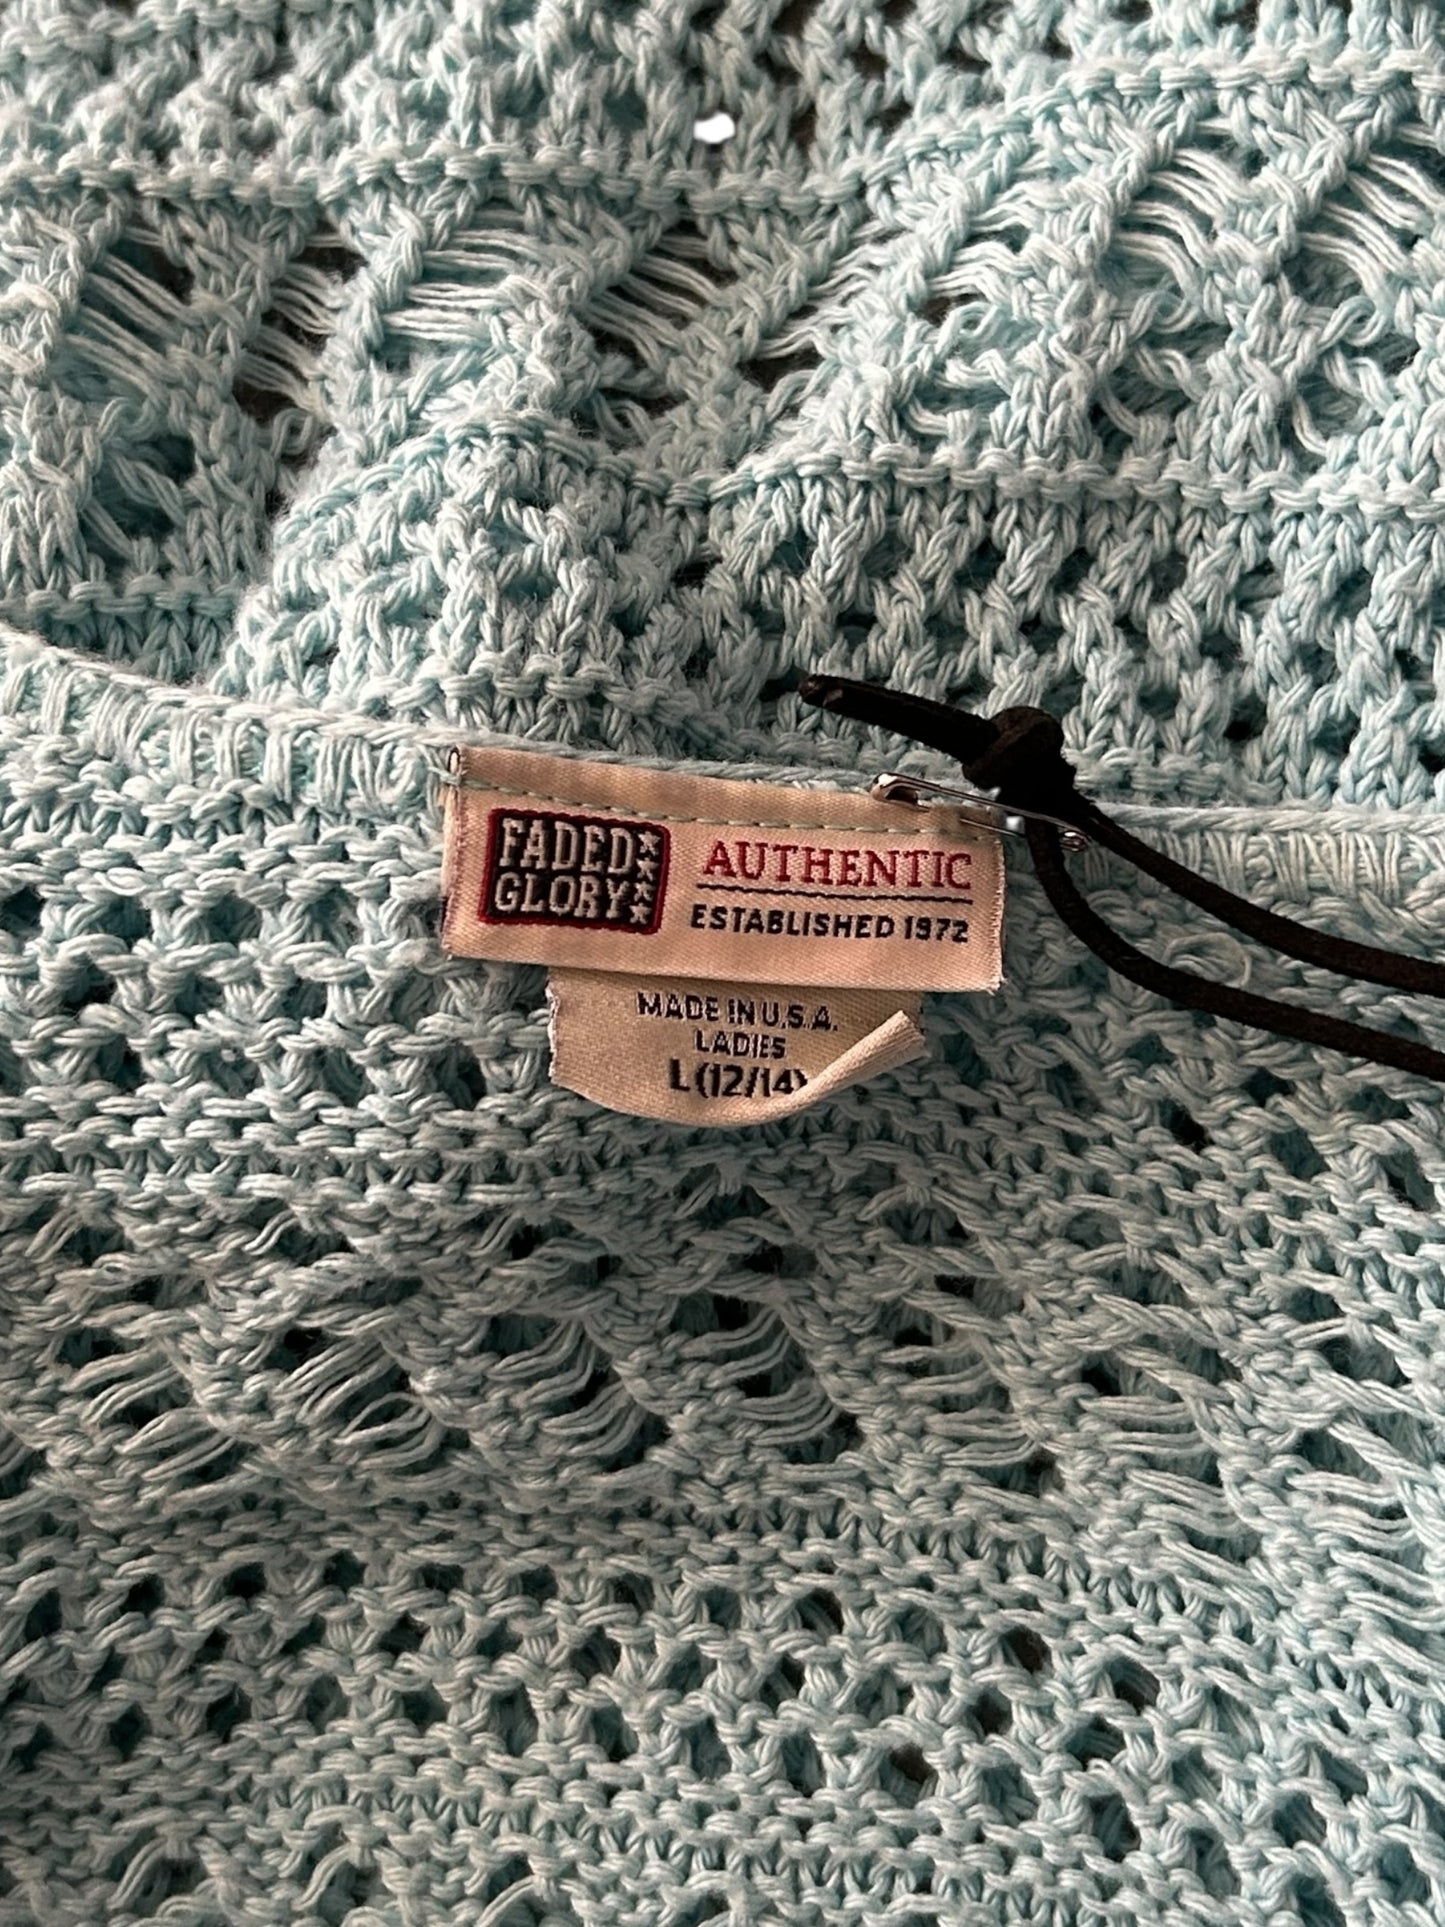 FADED
GLORY
AUTHENTIC
ESTABLISHED 1972
MADE IN U.S.A.
LADIES
L (12/14)